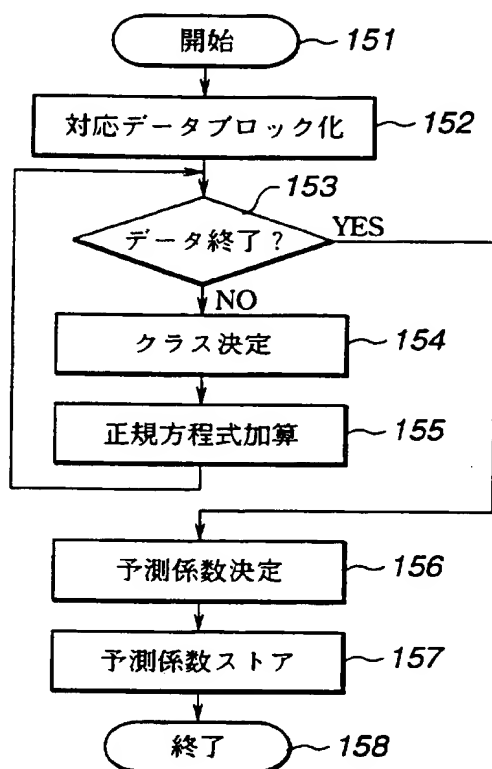 開始 151
対応データブロック化 152
153
データ終了? YES
NO
クラス決定 154
正規方程式加算 155
予測係数決定 156
予測係数ストア 157
終了 158